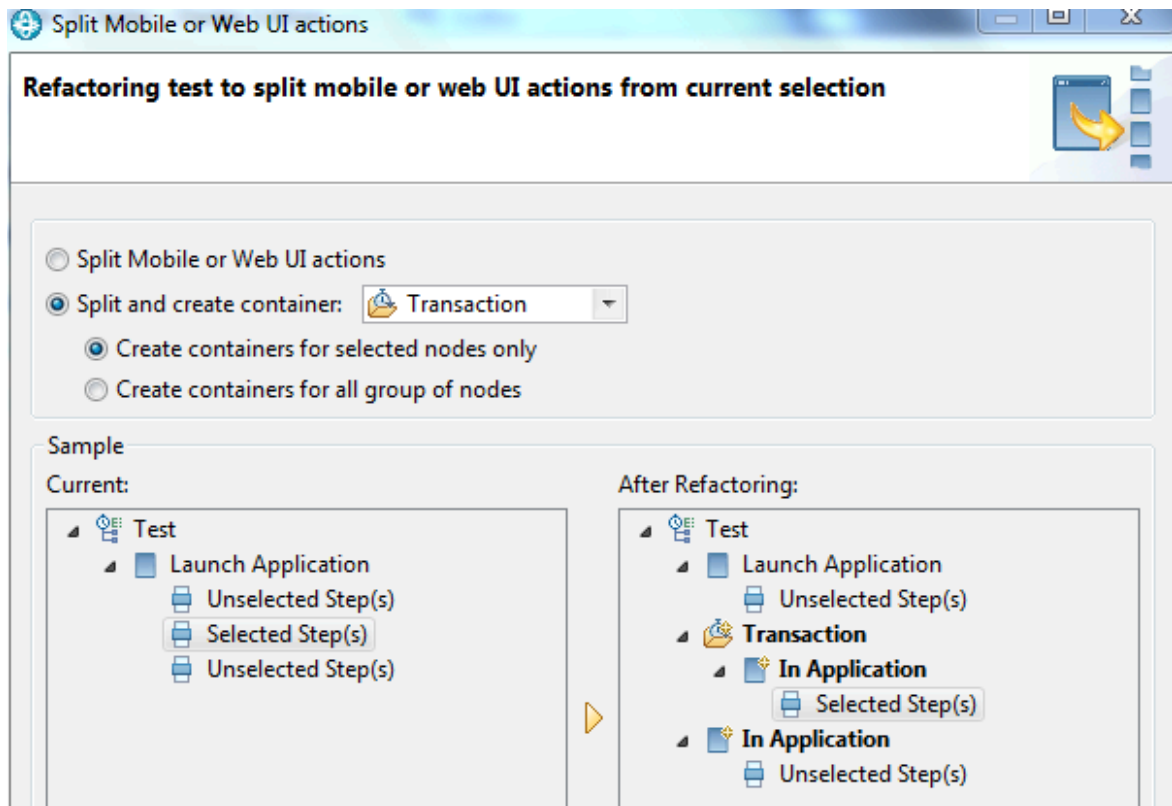 Split Mobile or Web UI actions
Refactoring test to split mobile or web UI actions from current selection
Split Mobile or Web UI actions
Split and create container: Transaction
Create containers for selected nodes only
Create containers for all group of nodes
Sample
Current:
Test
Launch Application
Unselected Step(s)
Selected Step(s)
Unselected Step(s)
After Refactoring:
Test
Launch Application
Unselected Step(s)
Transaction
In Application
Selected Step(s)
In Application
Unselected Step(s)